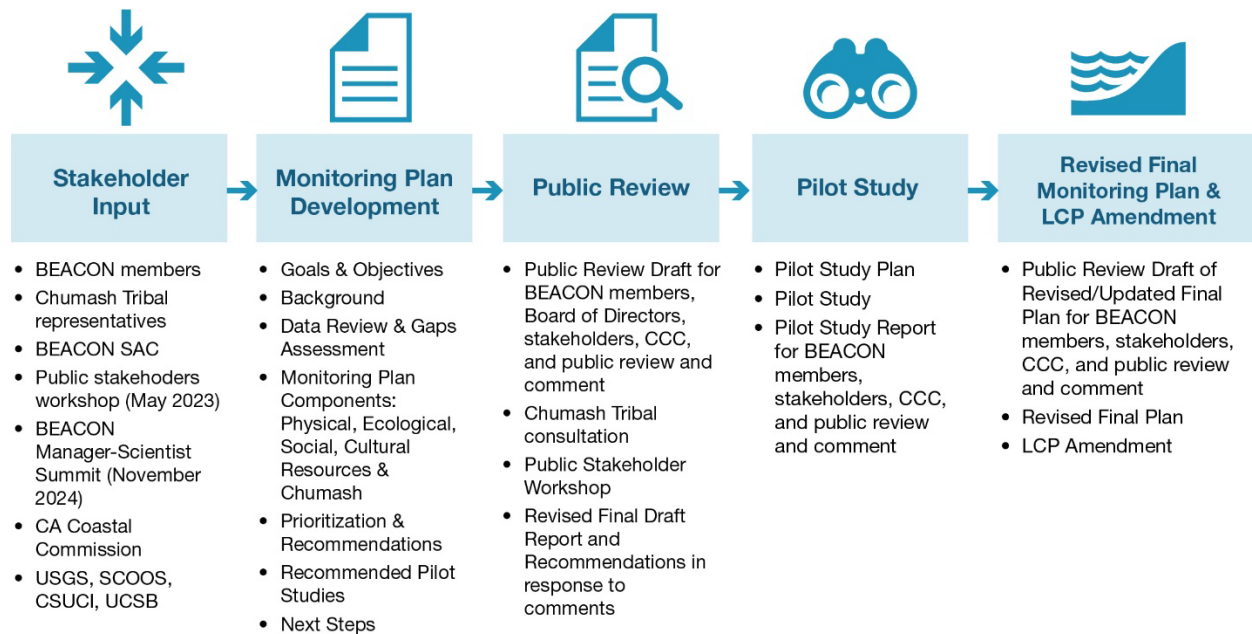 Stakeholder
Input
• BEACON members
• Chumash Tribal
representatives
• BEACON SAC
• Public stakehoders
workshop (May 2023)
• BEACON
Manager-Scientist
Summit (November
2024)
• CA Coastal
Commission
• USGS, SCOOS,
CSUCI, UCSB
Monitoring Plan
Development
• Goals & Objectives
• Background
• Data Review & Gaps
Assessment
• Monitoring Plan
Components:
Physical, Ecological,
Social, Cultural
Resources &
Chumash
• Prioritization &
Recommendations
• Recommended Pilot
Studies
• Next Steps
Public Review
• Public Review Draft for
BEACON members,
Board of Directors,
stakeholders, CCC,
and public review and
comment
• Chumash Tribal
consultation
• Public Stakeholder
Workshop
• Revised Final Draft
Report and
Recommendations in
response to
comments
Pilot Study
• Pilot Study Plan
• Pilot Study
• Pilot Study Report
for BEACON
members,
stakeholders, CCC,
and public review
and comment
Revised Final
Monitoring Plan &
LCP Amendment
• Public Review Draft of
Revised/Updated Final
Plan for BEACON
members, stakeholders,
CCC, and public review
and comment
• Revised Final Plan
• LCP Amendment